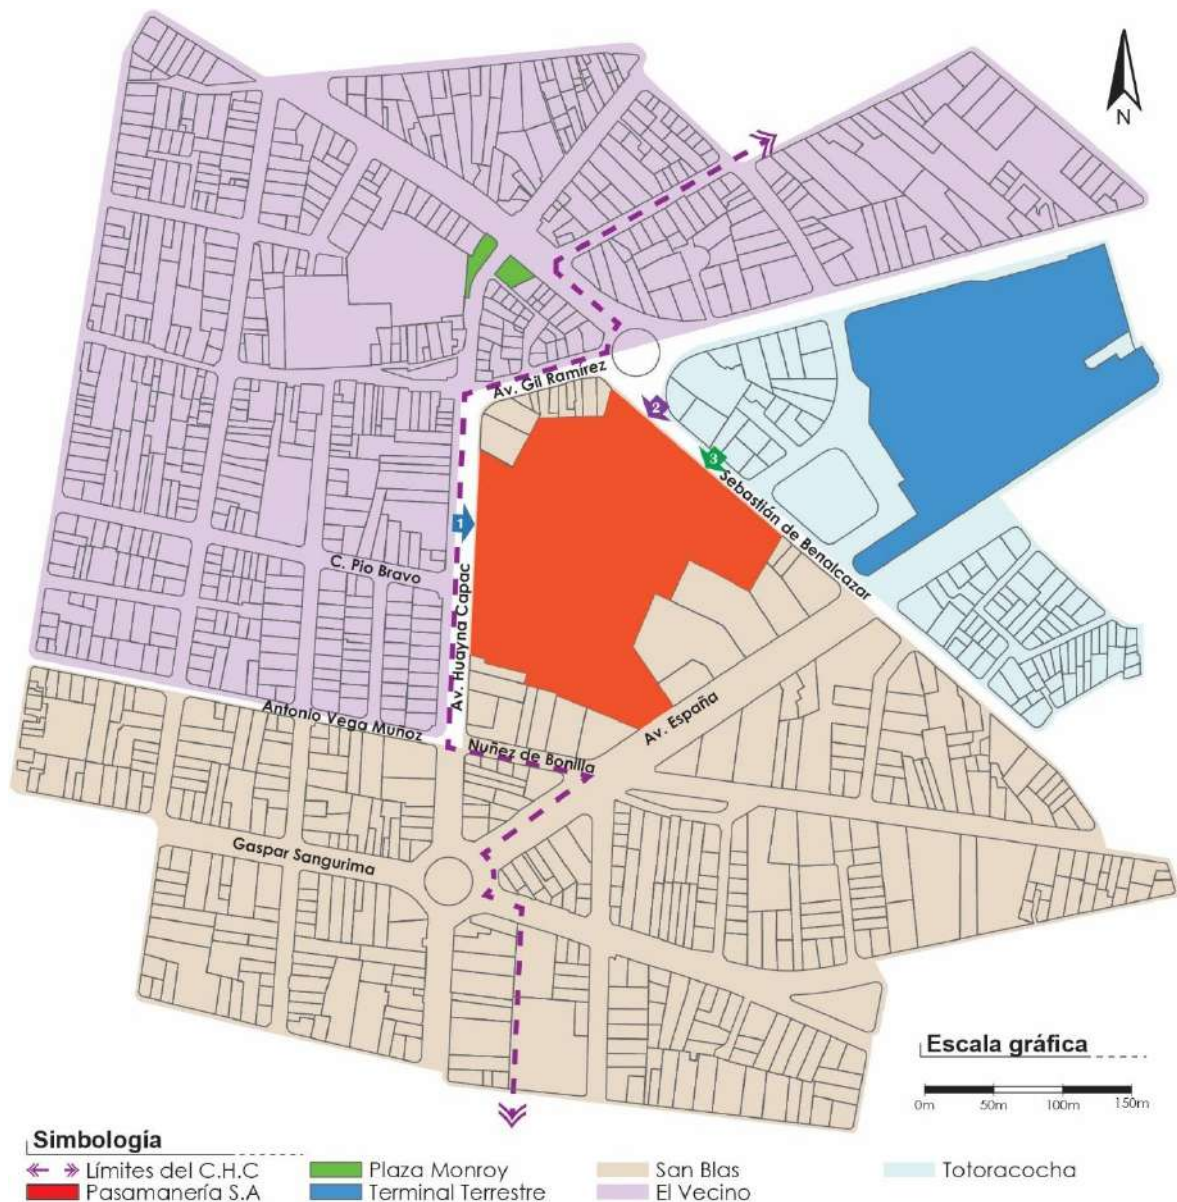 N
Av. Gil Ramírez
2
3
Sebastián de Benalcazar
1
C. Pio Bravo
Av. Huayna Capac
Antonio Vega Muñoz
Nuñez de Bonilla
Av. España
Gaspar Sangurima
Escala gráfica
0m 50m 100m 150m
Simbología
Límites del C.H.C
Plaza Monroy
San Blas
Totoracocha
Pasamanería S.A
Terminal Terrestre
El Vecino